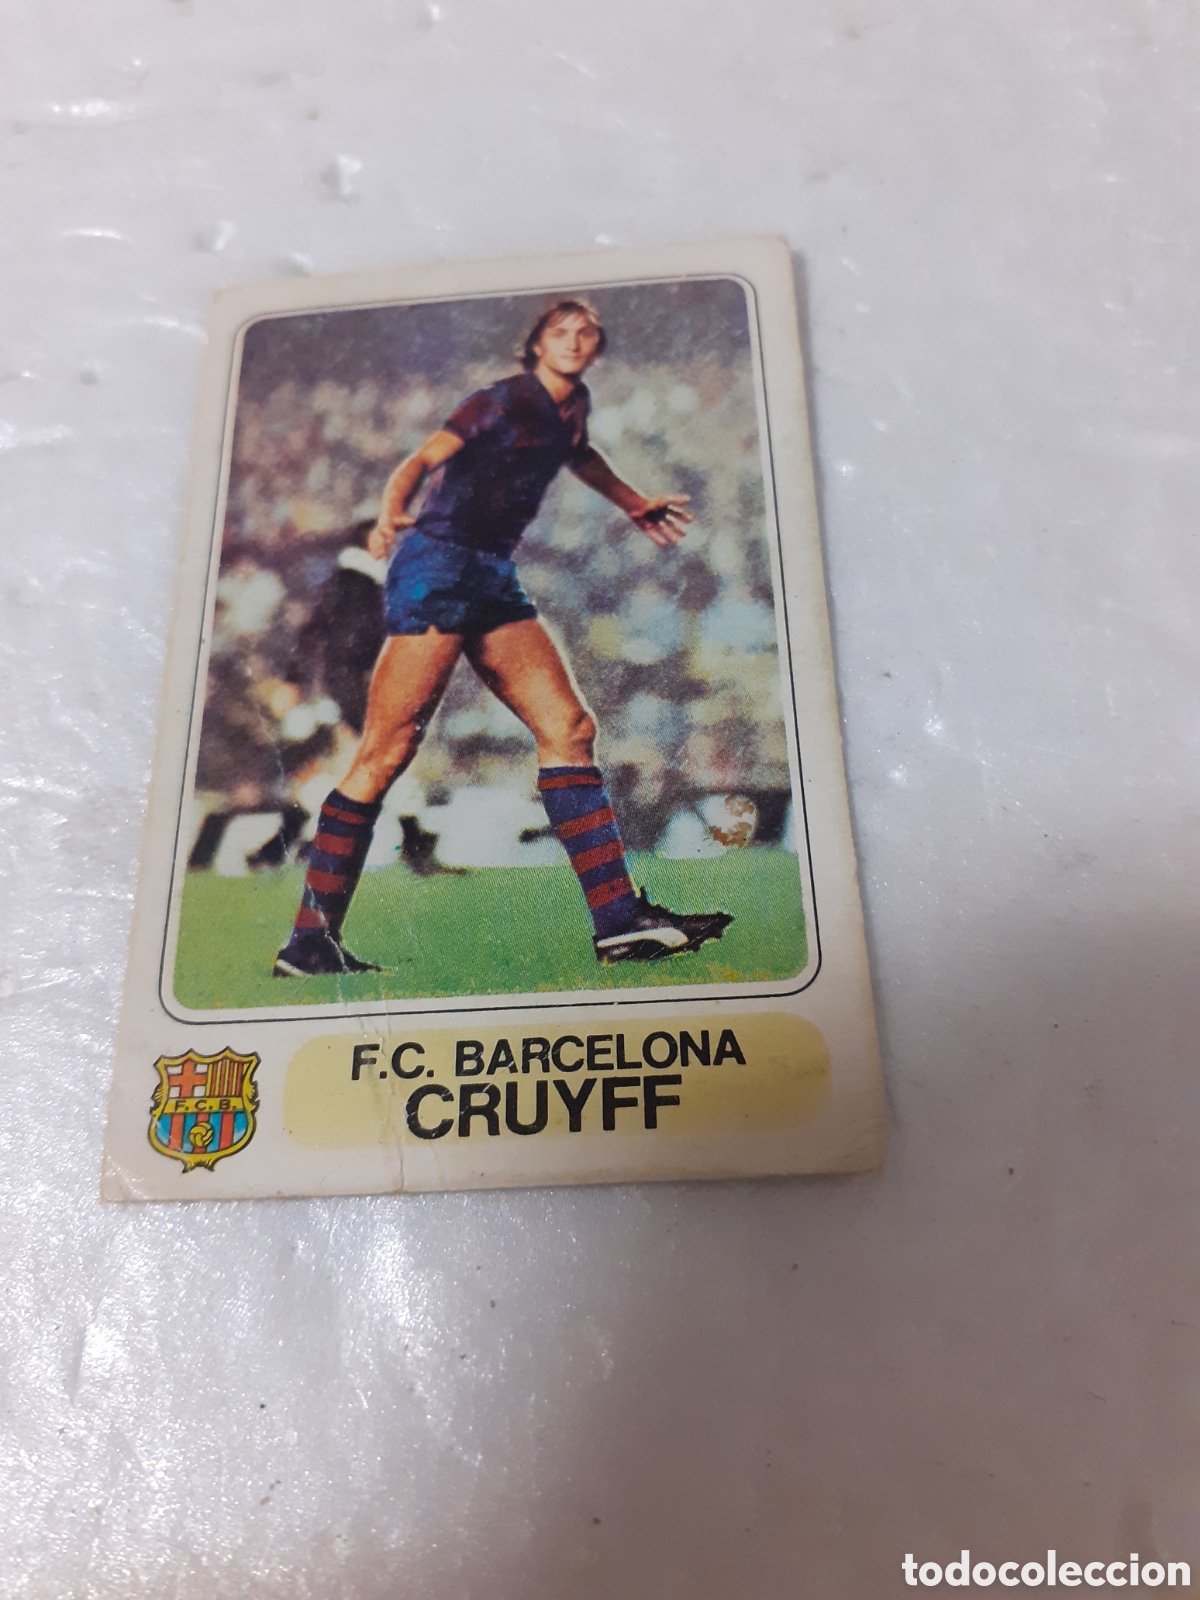 F.C. BARCELONA
CRUYFF
F. C. B.
todocoleccion